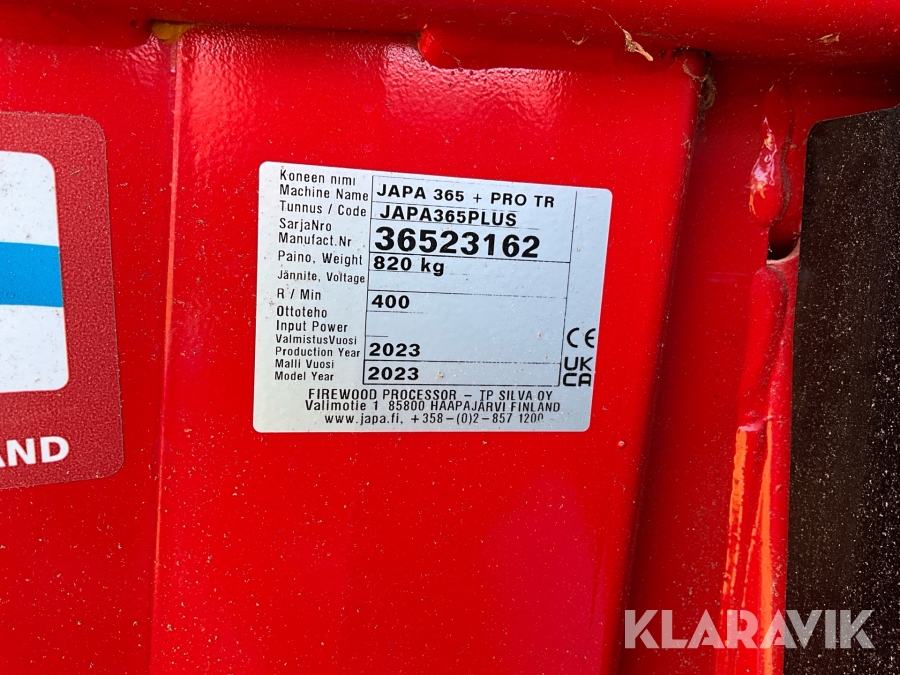 Koneen nimi
Machine Name JAPA 365 + PRO TR
Tunnus / Code JAPA365PLUS
SarjaNro
Manufact.Nr 36523162
Paino, Weight 820 kg
Jännite, Voltage
R / Min 400
Ottoteho
Input Power
ValmistusVuosi
Production Year 2023
Malli Vuosi
Model Year 2023
CE
UK
CA
FIREWOOD PROCESSOR - TP SILVA OY
Valimotie 1 85800 HAAPAJÄRVI FINLAND
www.japa.fi, +358-(0)2-857 1200
AND
KLARAVIK